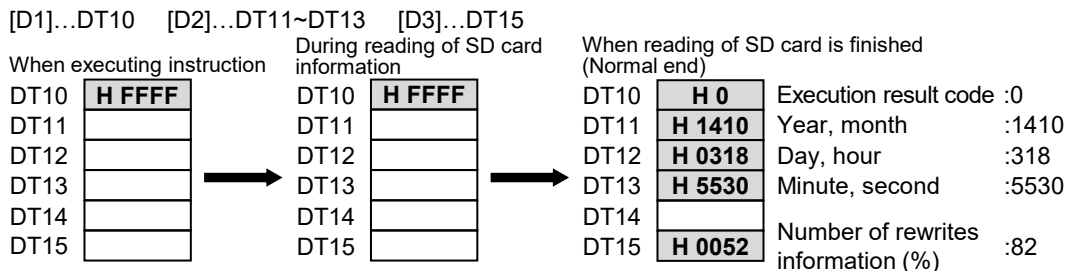 [D1]…DT10 [D2]…DT11~DT13 [D3]…DT15
When executing instruction
DT10 H FFFF
DT11
DT12
DT13
DT14
DT15
During reading of SD card
information
DT10 H FFFF
DT11
DT12
DT13
DT14
DT15
When reading of SD card is finished
(Normal end)
DT10 H 0 Execution result code :0
DT11 H 1410 Year, month :1410
DT12 H 0318 Day, hour :318
DT13 H 5530 Minute, second :5530
DT14
DT15 H 0052 Number of rewrites
information (%) :82